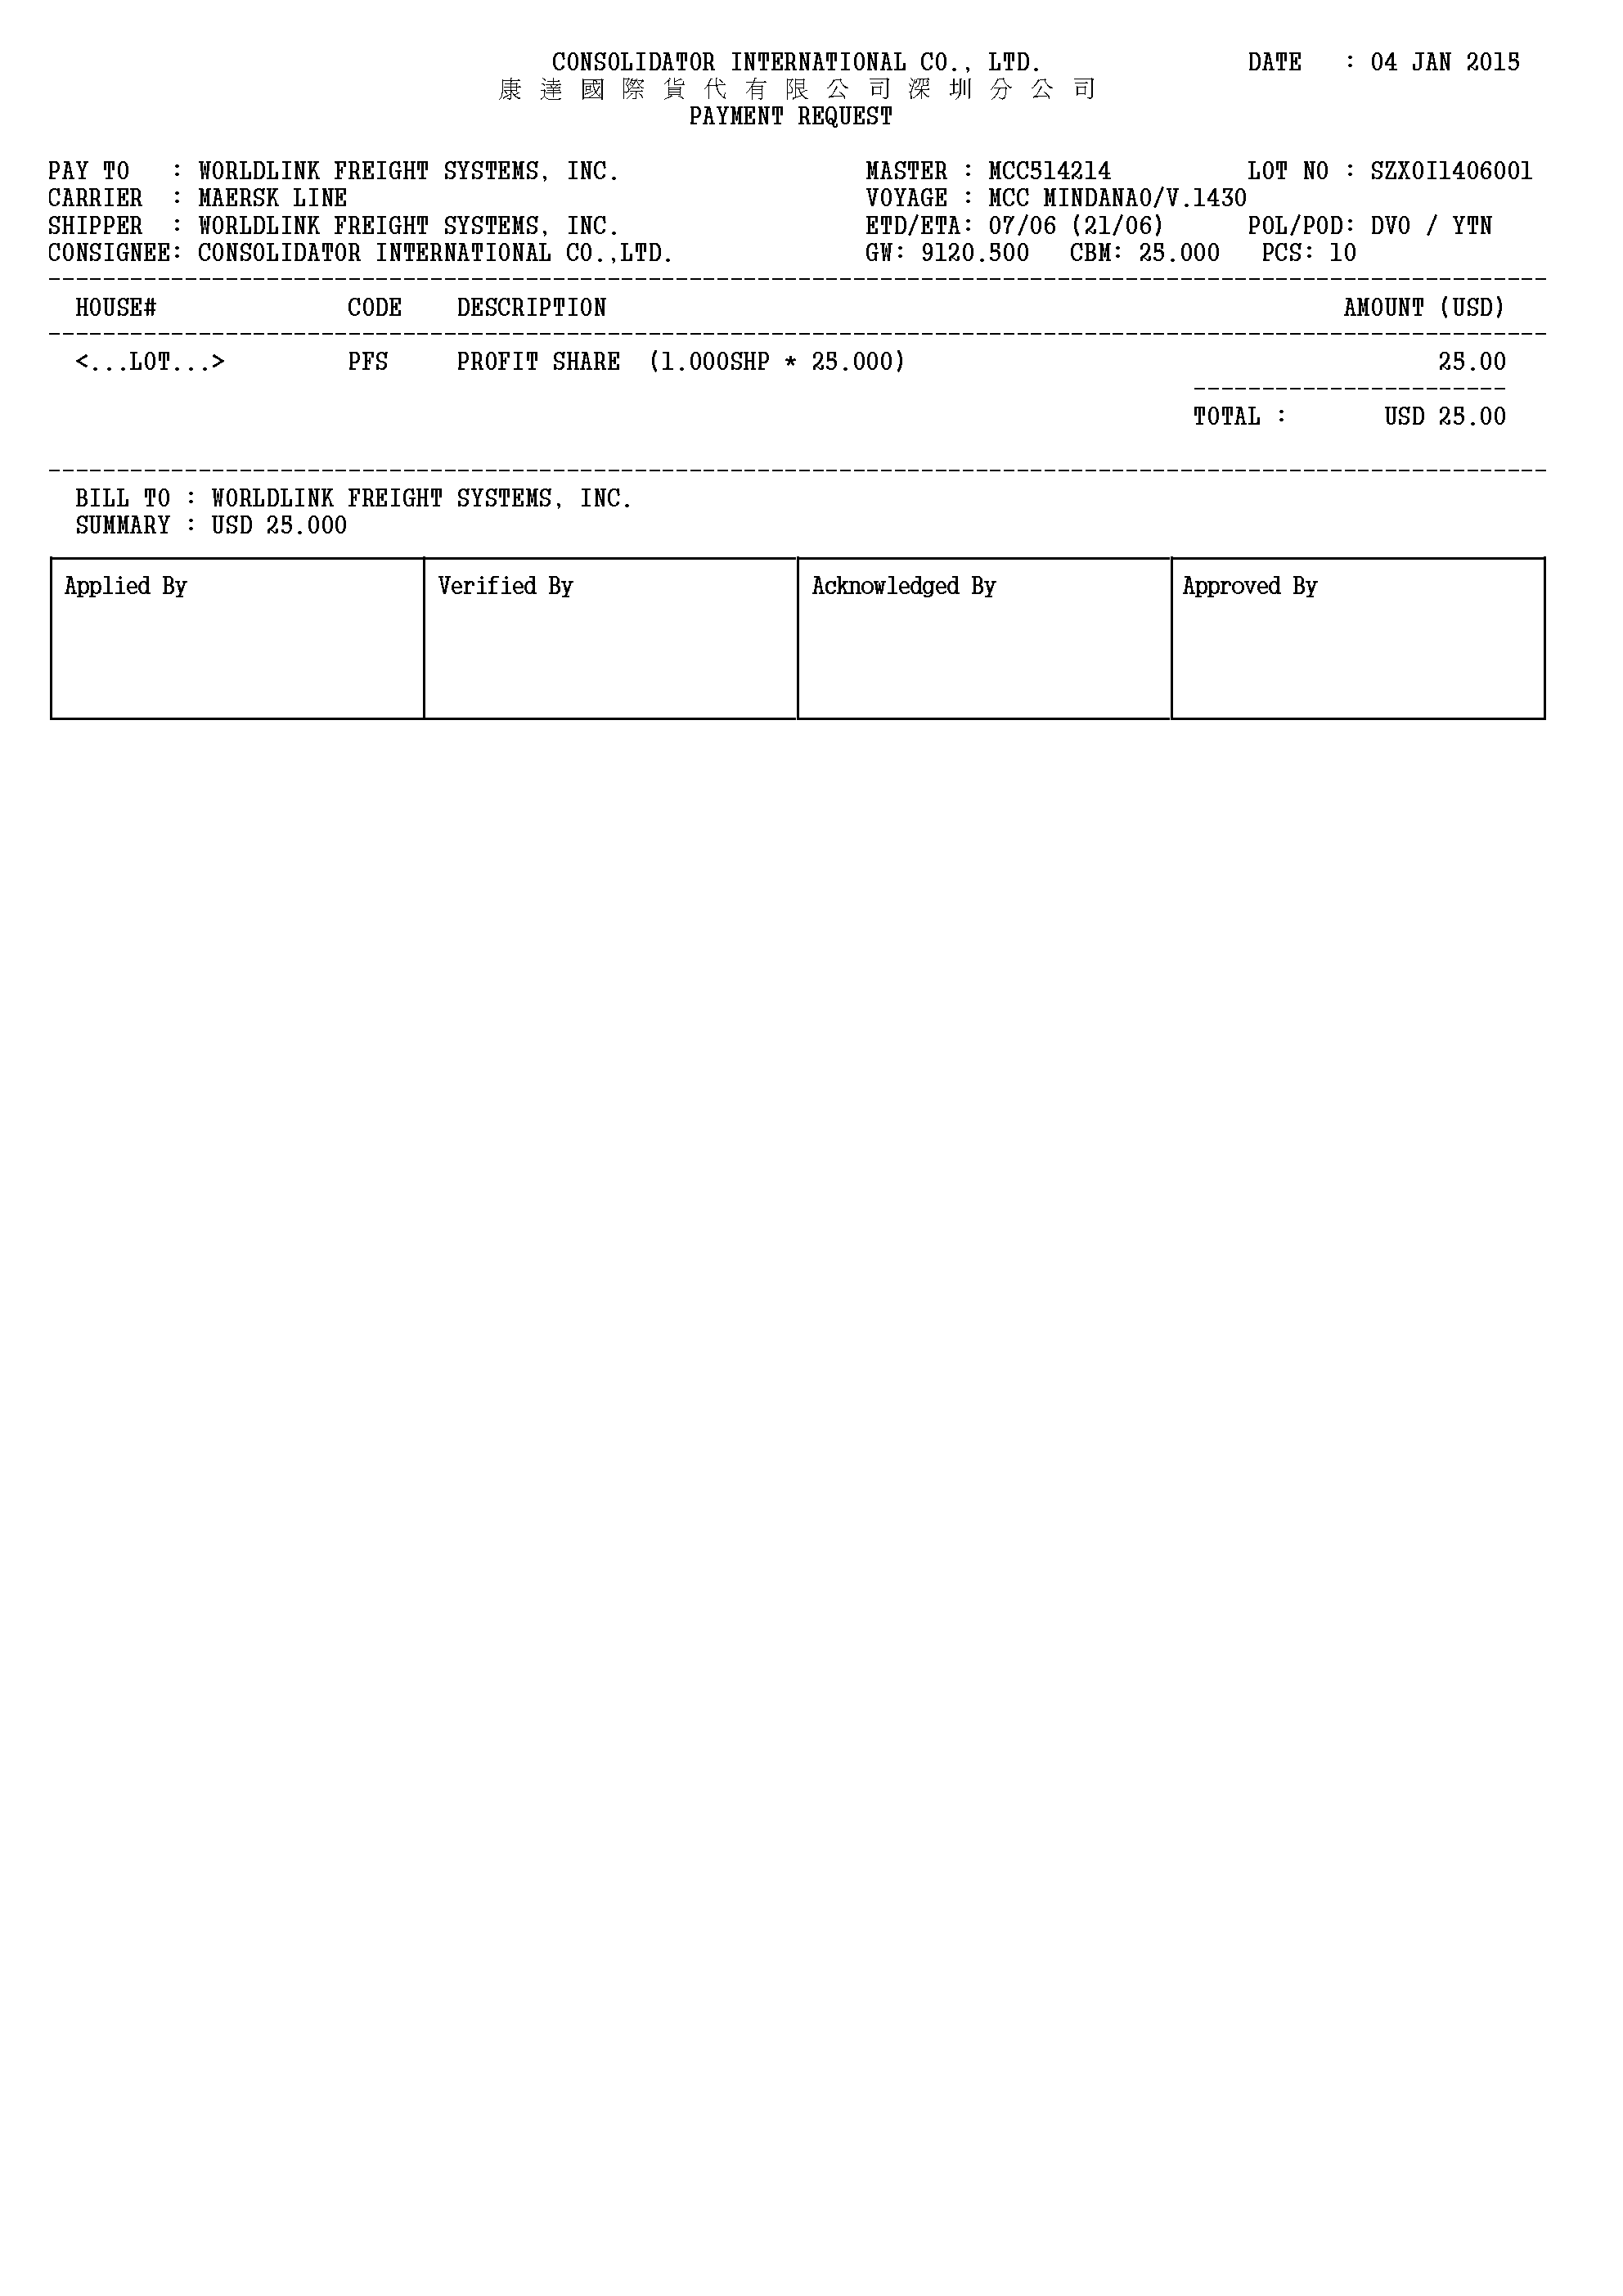 CONSOLIDATOR INTERNATIONAL CO., LTD. DATE : 04 JAN 2015
康達國際貨代有限公司深圳分公司
PAYMENT REQUEST
PAY TO : WORLDLINK FREIGHT SYSTEMS, INC. MASTER : MCC514214 LOT NO : SZXOI1406001
CARRIER : MAERSK LINE VOYAGE : MCC MINDANAO/V.1430
SHIPPER : WORLDLINK FREIGHT SYSTEMS, INC. ETD/ETA: 07/06 (21/06) POL/POD: DVO / YTN
CONSIGNEE: CONSOLIDATOR INTERNATIONAL CO.,LTD. GW: 9120.500 CBM: 25.000 PCS: 10
HOUSE# CODE DESCRIPTION AMOUNT (USD)
<...LOT...> PFS PROFIT SHARE (1.000SHP * 25.000) 25.00
TOTAL : USD 25.00
BILL TO : WORLDLINK FREIGHT SYSTEMS, INC.
SUMMARY : USD 25.000
Applied By Verified By Acknowledged By Approved By